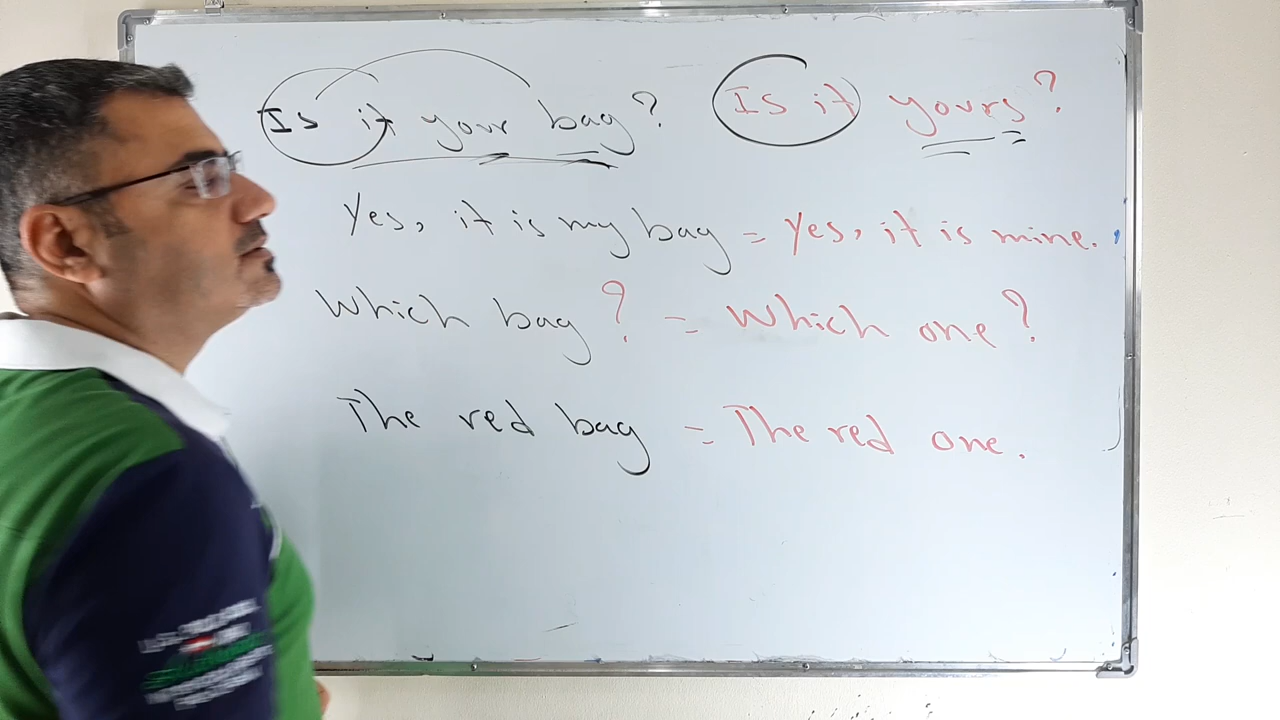 Is it your bag? Is it yours?
Yes, it is my bag = Yes, it is mine.
Which bag? = Which one?
The red bag = The red one.